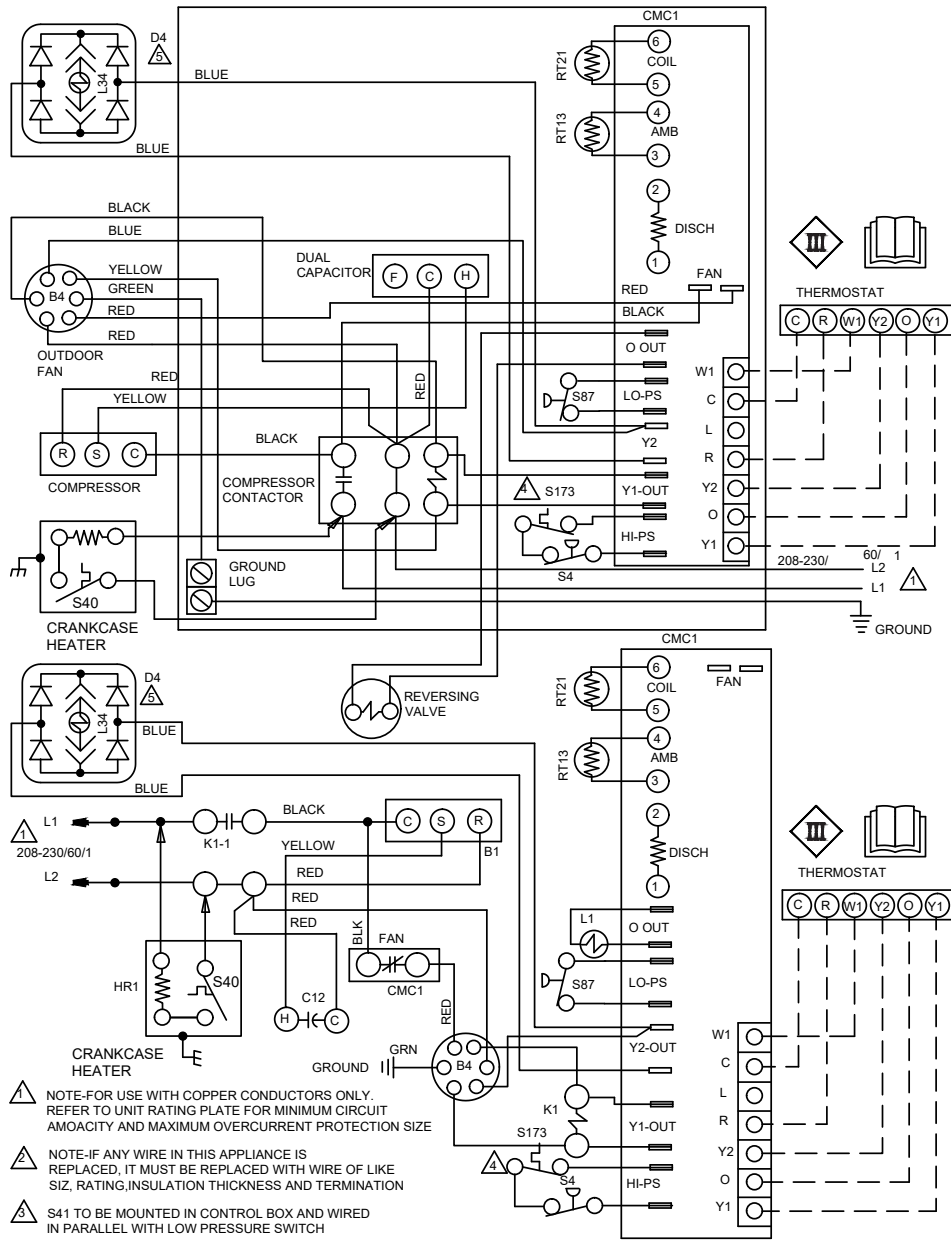 CMC1
D4
5
L34
BLUE
BLUE
RT21
6
COIL
5
RT13
4
AMB
3
2
DISCH
1
BLACK
BLUE
YELLOW
GREEN
RED
RED
B4
OUTDOOR
FAN
DUAL
CAPACITOR
F C H
RED
BLACK
FAN
III
THERMOSTAT
C R W1 Y2 O Y1
O OUT
S87
LO-PS
Y2
Y1-OUT
HI-PS
W1
C
L
R
Y2
O
Y1
RED
YELLOW
RED
BLACK
R S C
COMPRESSOR
COMPRESSOR
CONTACTOR
4
S173
S4
208-230/ 60/ 1
L2
L1
1
GROUND
GROUND
LUG
S40
CRANKCASE
HEATER
REVERSING
VALVE
CMC1
D4
5
L34
BLUE
BLUE
RT21
6
COIL
5
FAN
RT13
4
AMB
3
2
DISCH
1
1
L1
208-230/60/1
L2
K1-1
BLACK
C S R
B1
YELLOW
RED
RED
RED
BLK
FAN
CMC1
HR1
S40
H C12 C
RED
CRANKCASE
HEATER
GROUND
GRN
B4
K1
L1
O OUT
S87
LO-PS
Y2-OUT
Y1-OUT
HI-PS
4
S173
S4
III
THERMOSTAT
C R W1 Y2 O Y1
W1
C
L
R
Y2
O
Y1
1 NOTE-FOR USE WITH COPPER CONDUCTORS ONLY.
REFER TO UNIT RATING PLATE FOR MINIMUM CIRCUIT
AMOACITY AND MAXIMUM OVERCURRENT PROTECTION SIZE
2 NOTE-IF ANY WIRE IN THIS APPLIANCE IS
REPLACED, IT MUST BE REPLACED WITH WIRE OF LIKE
SIZ, RATING,INSULATION THICKNESS AND TERMINATION
3 S41 TO BE MOUNTED IN CONTROL BOX AND WIRED
IN PARALLEL WITH LOW PRESSURE SWITCH